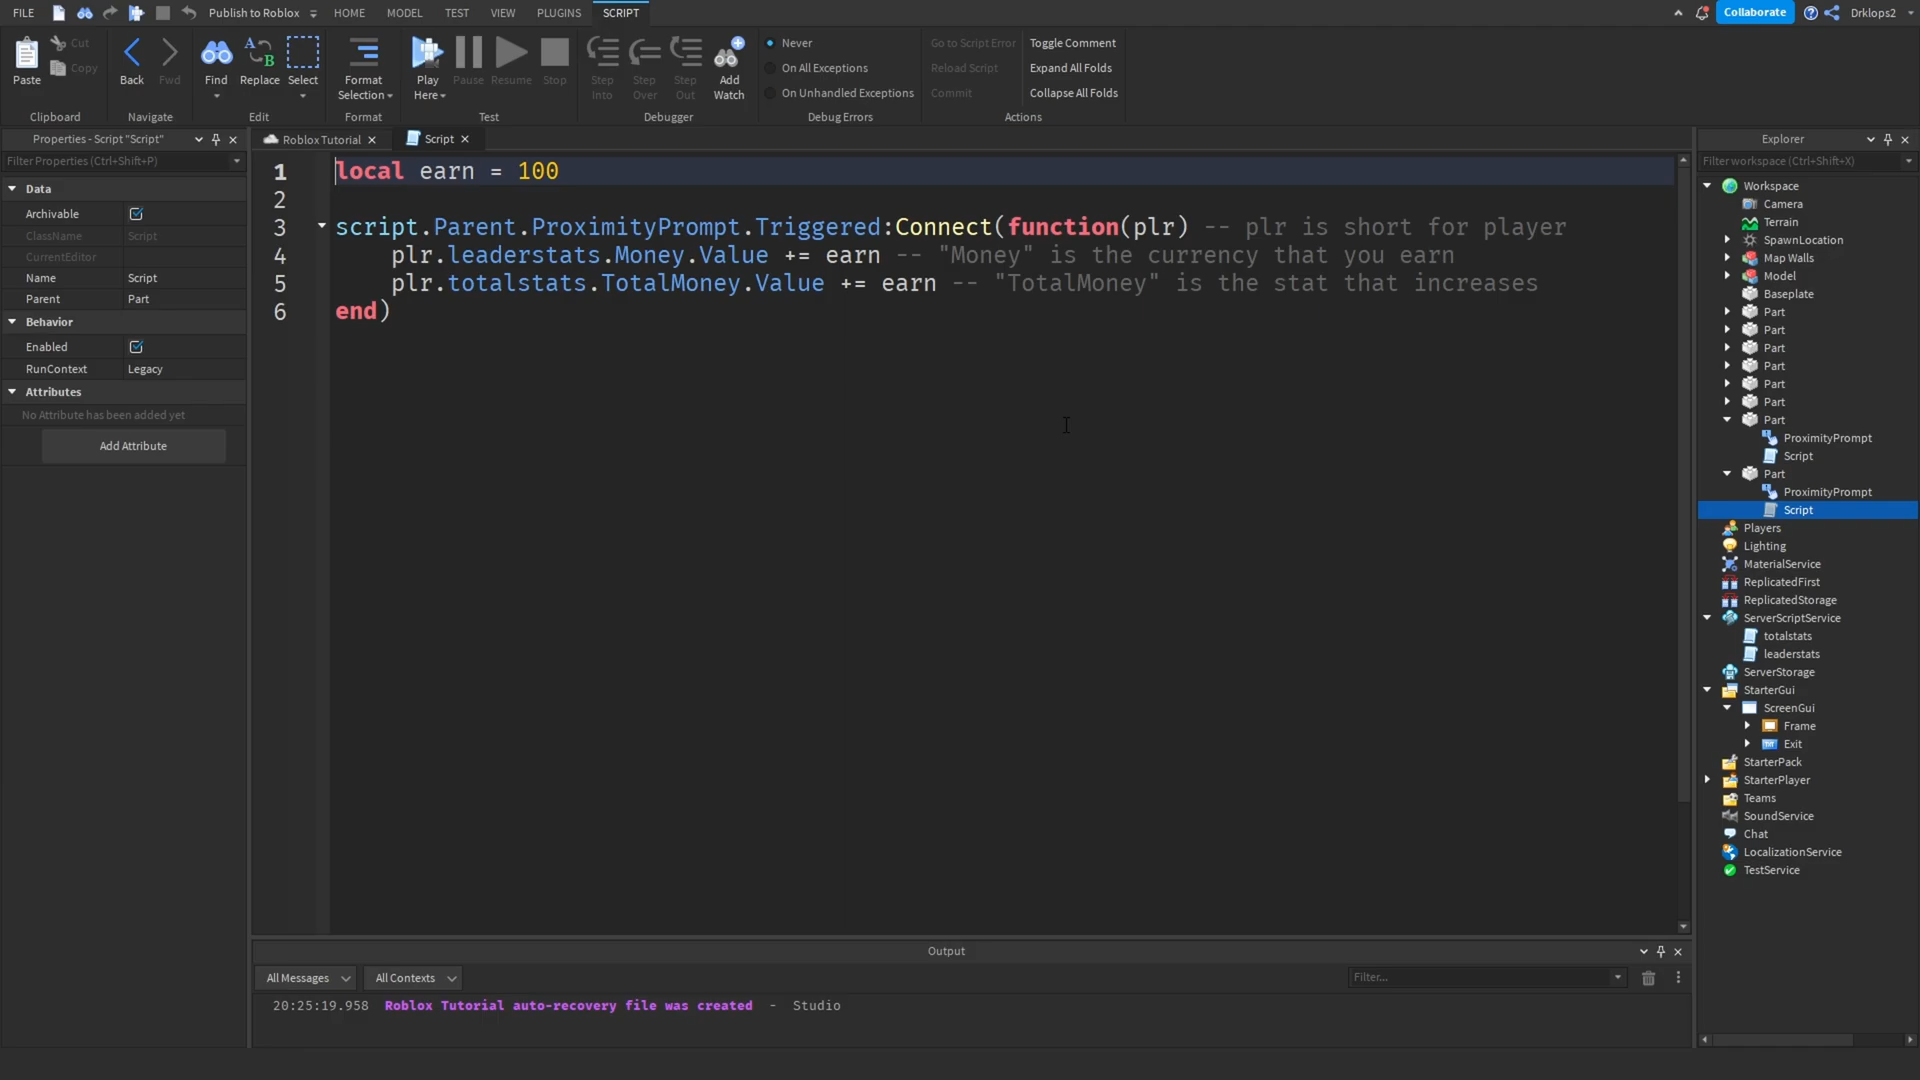 FILE Publish to Roblox HOME MODEL TEST VIEW PLUGINS SCRIPT Collaborate Drklops2
Paste Cut Copy
Clipboard
Back Fwd
Navigate
Find Replace Select
Edit
Format Selection
Format
Play Here Pause Resume Stop
Test
Step Into Step Over Step Out Add Watch
Debugger
Never
On All Exceptions
On Unhandled Exceptions
Debug Errors
Go to Script Error Toggle Comment
Reload Script Expand All Folds
Commit Collapse All Folds
Actions
Properties - Script "Script"
Filter Properties (Ctrl+Shift+P)
Data
Archivable
ClassName Script
CurrentEditor
Name Script
Parent Part
Behavior
Enabled
RunContext Legacy
Attributes
No Attribute has been added yet
Add Attribute
Roblox Tutorial Script
1 local earn = 100
2
3 script.Parent.ProximityPrompt.Triggered:Connect(function(plr) -- plr is short for player
4 plr.leaderstats.Money.Value += earn -- "Money" is the currency that you earn
5 plr.totalstats.TotalMoney.Value += earn -- "TotalMoney" is the stat that increases
6 end)
Output
All Messages All Contexts Filter...
20:25:19.958 Roblox Tutorial auto-recovery file was created - Studio
Explorer
Filter workspace (Ctrl+Shift+X)
Workspace
Camera
Terrain
SpawnLocation
Map Walls
Model
Baseplate
Part
Part
Part
Part
Part
Part
Part
ProximityPrompt
Script
Part
ProximityPrompt
Script
Players
Lighting
MaterialService
ReplicatedFirst
ReplicatedStorage
ServerScriptService
totalstats
leaderstats
ServerStorage
StarterGui
ScreenGui
Frame
Exit
StarterPack
StarterPlayer
Teams
SoundService
Chat
LocalizationService
TestService